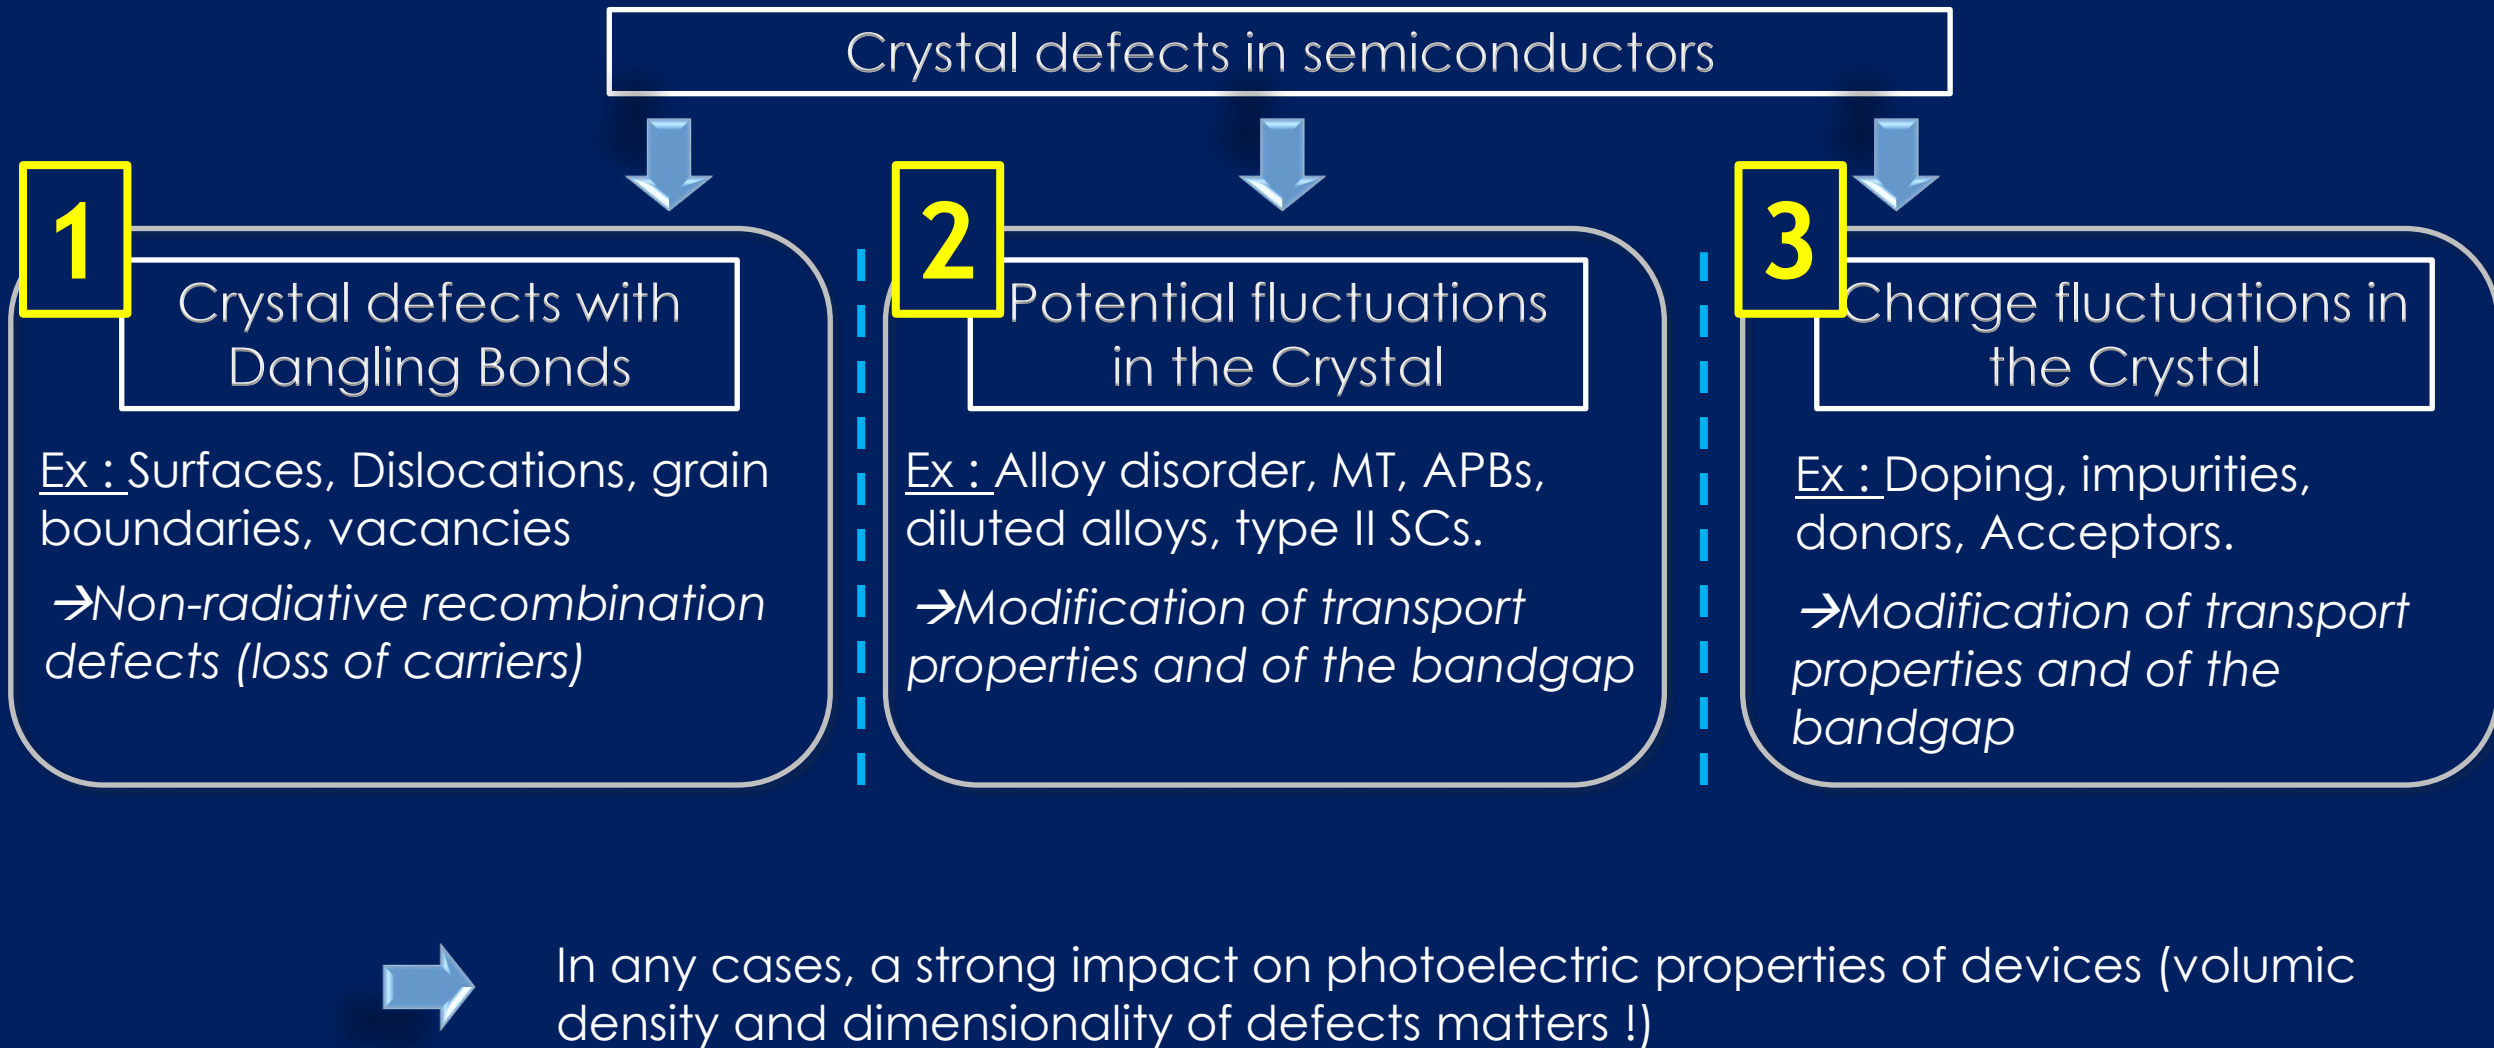 Crystal defects in semiconductors
1
Crystal defects with
Dangling Bonds
Ex : Surfaces, Dislocations, grain
boundaries, vacancies
→Non-radiative recombination
defects (loss of carriers)
2
Potential fluctuations
in the Crystal
Ex : Alloy disorder, MT, APBs,
diluted alloys, type II SCs.
→Modification of transport
properties and of the bandgap
3
Charge fluctuations in
the Crystal
Ex : Doping, impurities,
donors, Acceptors.
→Modification of transport
properties and of the
bandgap
In any cases, a strong impact on photoelectric properties of devices (volumic
density and dimensionality of defects matters !)